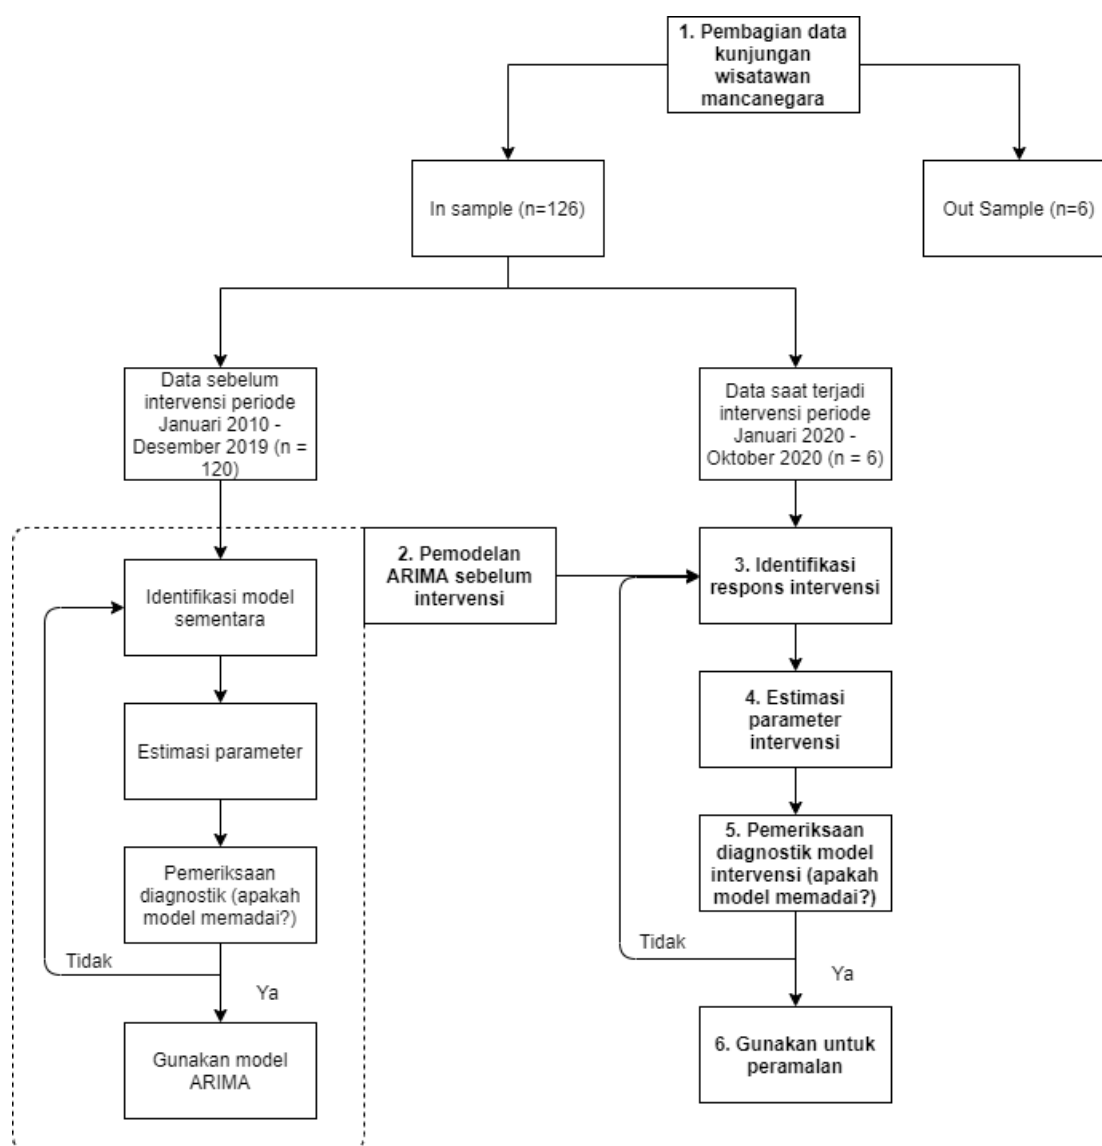 1. Pembagian data
kunjungan
wisatawan
mancanegara
In sample (n=126)
Out Sample (n=6)
Data sebelum
intervensi periode
Januari 2010 -
Desember 2019 (n =
120)
Data saat terjadi
intervensi periode
Januari 2020 -
Oktober 2020 (n = 6)
2. Pemodelan
ARIMA sebelum
intervensi
3. Identifikasi
respons intervensi
Identifikasi model
sementara
4. Estimasi
parameter
intervensi
Estimasi parameter
5. Pemeriksaan
diagnostik model
intervensi (apakah
model memadai?)
Pemeriksaan
diagnostik (apakah
model memadai?)
Tidak
Ya
Tidak
Ya
Gunakan model
ARIMA
6. Gunakan untuk
peramalan